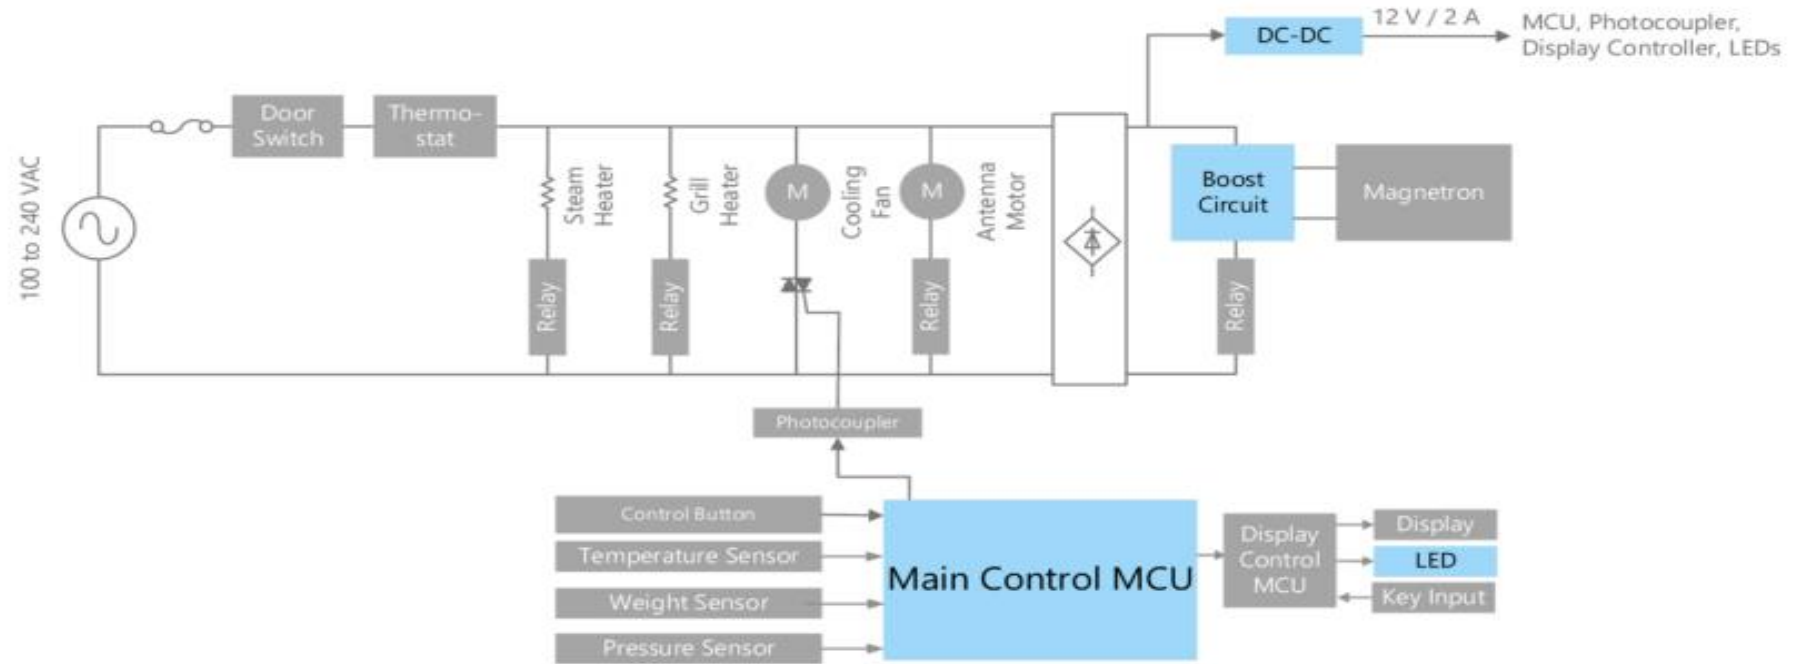 12 V / 2 A
DC-DC
MCU, Photocoupler,
Display Controller, LEDs
Door
Switch
Thermo-
stat
100 to 240 VAC
Steam
Heater
Relay
Grill
Heater
Relay
M
Cooling
Fan
M
Antenna
Motor
Relay
Boost
Circuit
Magnetron
Relay
Photocoupler
Control Button
Temperature Sensor
Weight Sensor
Pressure Sensor
Main Control MCU
Display
Control
MCU
Display
LED
Key Input